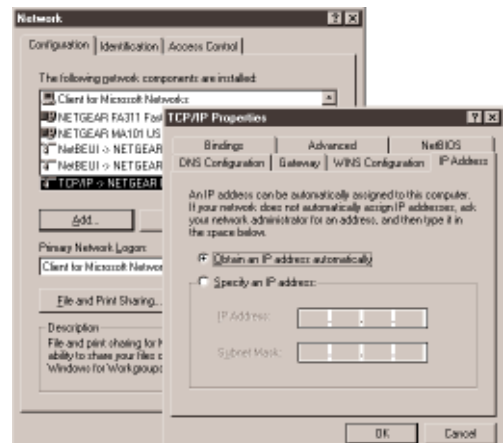 Network
Configuration Identification Access Control
The following network components are installed:
Client for Microsoft Networks
NETGEAR FA311 Fas
NETGEAR MA101 US
NetBEUI -> NETGEAR
NetBEUI -> NETGEAR
TCP/IP -> NETGEAR
Add...
Primary Network Logon:
Client for Microsoft Networ
File and Print Sharing...
Description
File and print sharing for M
ability to share your files o
Windows for Workgroups
TCP/IP Properties
Bindings Advanced NetBIOS
DNS Configuration Gateway WINS Configuration IP Address
An IP address can be automatically assigned to this computer.
If your network does not automatically assign IP addresses, ask
your network administrator for an address, and then type it in
the space below.
Obtain an IP address automatically
Specify an IP address:
IP Address:
Subnet Mask:
OK Cancel